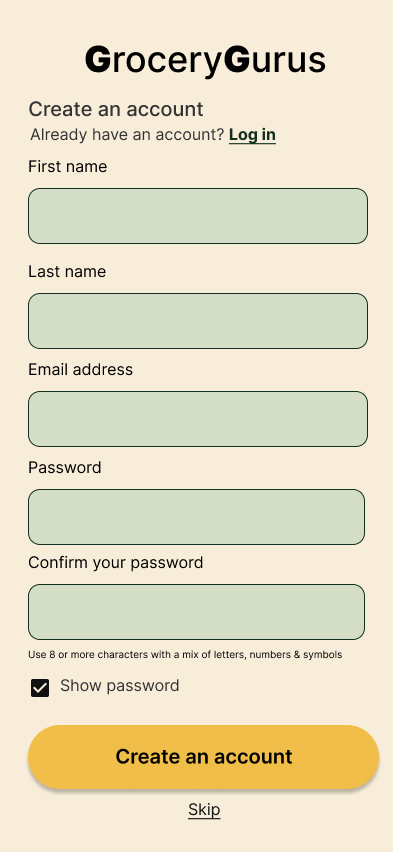 GroceryGurus
Create an account
Already have an account? Log in
First name
Last name
Email address
Password
Confirm your password
Use 8 or more characters with a mix of letters, numbers & symbols
Show password
Create an account
Skip